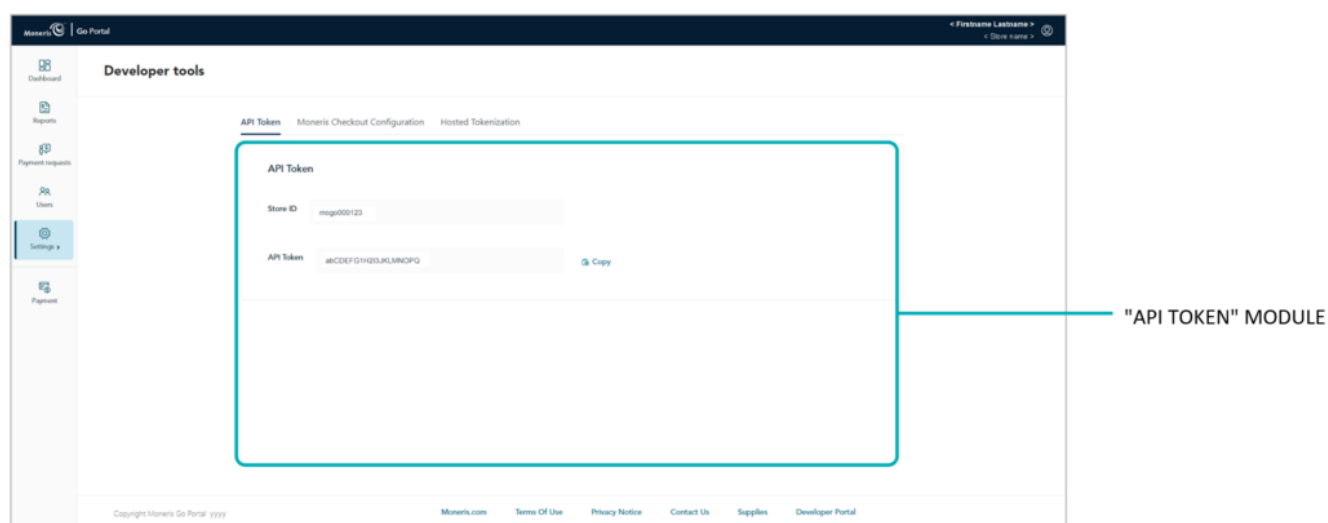 Moneris Go Portal
< Firstname Lastname >
< Store name >
Dashboard
Reports
Payment requests
Users
Settings
Payment
Developer tools
API Token Moneris Checkout Configuration Hosted Tokenization
API Token
Store ID mogo000123
API Token abCDEFG1H2I3JKLMNOPQ Copy
"API TOKEN" MODULE
Copyright Moneris Go Portal yyyy Moneris.com Terms Of Use Privacy Notice Contact Us Supplies Developer Portal